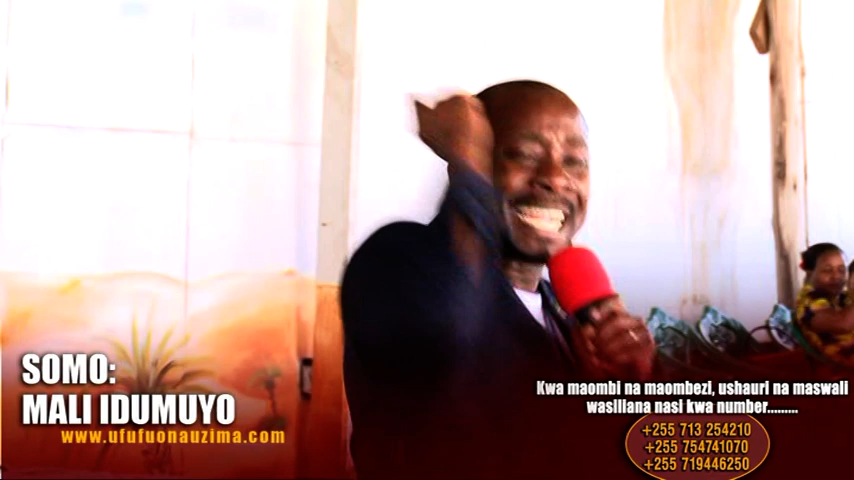 SOMO:
MALI IDUMUYO
www.ufufuonauzima.com
Kwa maombi na maombezi, ushauri na maswali
wasiliana nasi kwa number.........
+255 713 254210
+255 754741070
+255 719446250